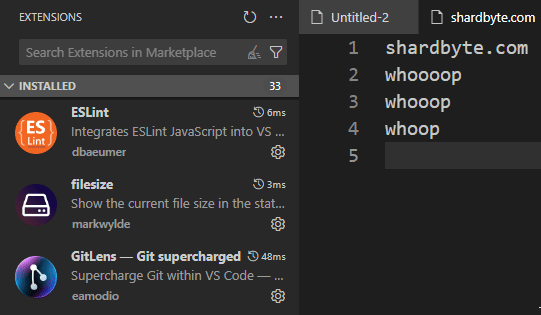 EXTENSIONS
Search Extensions in Marketplace
INSTALLED 33
ES
Lint
ESLint 6ms
Integrates ESLint JavaScript into VS ...
dbaeumer
filesize 3ms
Show the current file size in the stat...
markwylde
GitLens — Git supercharged 48ms
Supercharge Git within VS Code — ...
eamodio
Untitled-2 shardbyte.com
1 shardbyte.com
2 whoooop
3 whooop
4 whoop
5